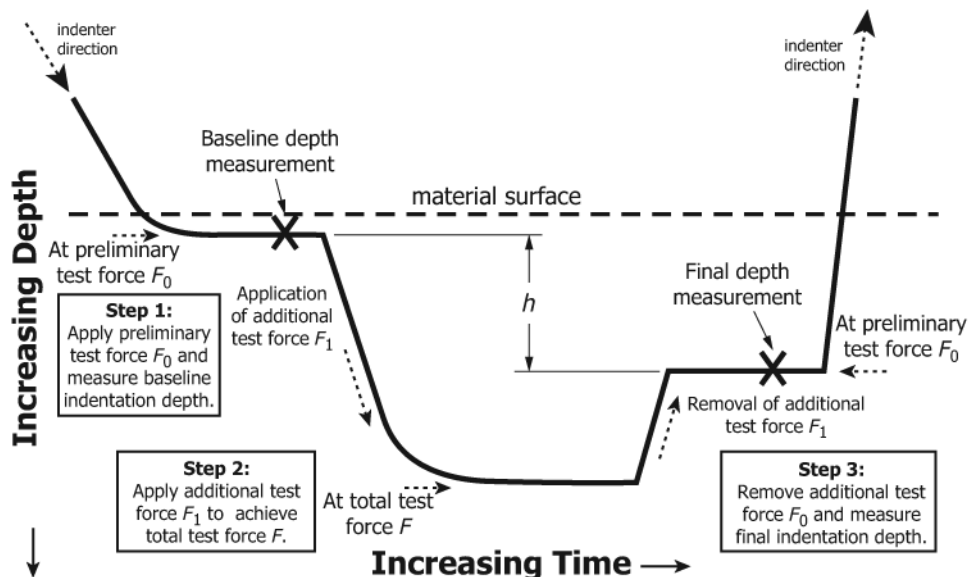 indenter
direction
indenter
direction
Baseline depth
measurement
material surface
At preliminary
test force F₀
Step 1:
Apply preliminary
test force F₀ and
measure baseline
indentation depth.
Application
of additional
test force F₁
h
Final depth
measurement
At preliminary
test force F₀
Removal of additional
test force F₁
Step 2:
Apply additional test
force F₁ to achieve
total test force F.
At total test
force F
Step 3:
Remove additional test
force F₀ and measure
final indentation depth.
Increasing Depth
Increasing Time